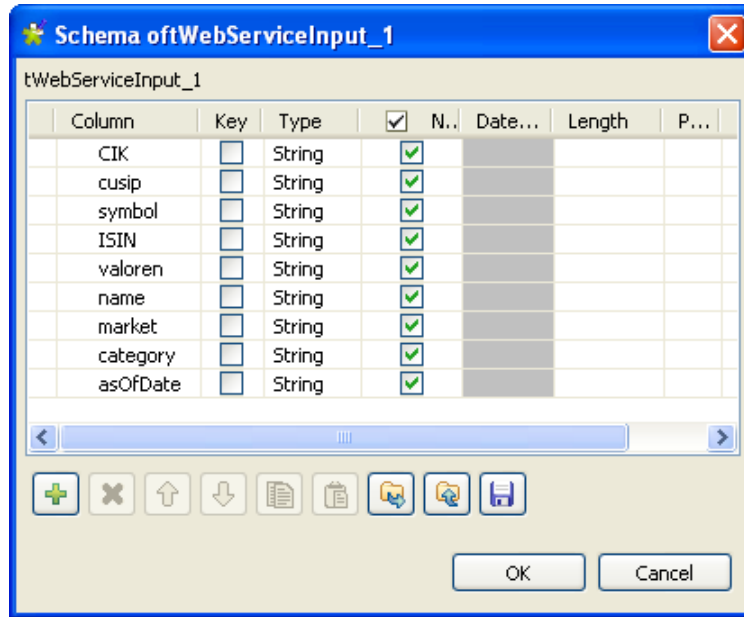 Schema oftWebServiceInput_1
tWebServiceInput_1
Column Key Type N.. Date... Length P...
CIK String
cusip String
symbol String
ISIN String
valoren String
name String
market String
category String
asOfDate String
OK Cancel